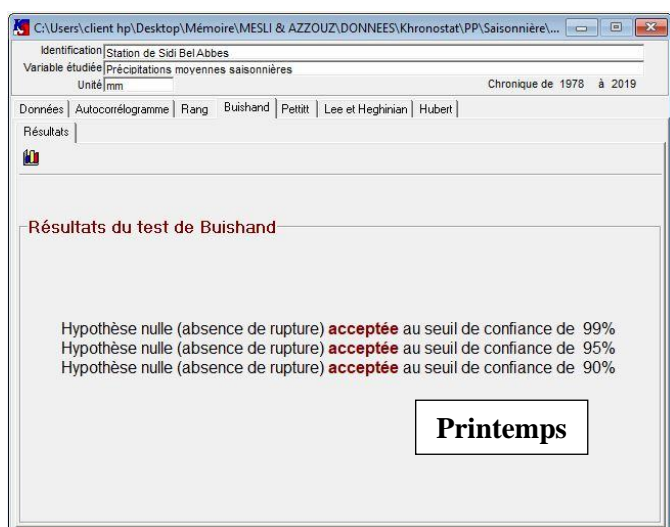 C:\Users\client hp\Desktop\Mémoire\MESLI & AZZOUZ\DONNEES\Khronostat\PP\Saisonnière\...
Identification Station de Sidi Bel Abbes
Variable étudiée Précipitations moyennes saisonnières
Unité mm Chronique de 1978 à 2019
Données Autocorrélogramme Rang Buishand Pettitt Lee et Heghinian Hubert
Résultats
Résultats du test de Buishand
Hypothèse nulle (absence de rupture) acceptée au seuil de confiance de 99%
Hypothèse nulle (absence de rupture) acceptée au seuil de confiance de 95%
Hypothèse nulle (absence de rupture) acceptée au seuil de confiance de 90%
Printemps